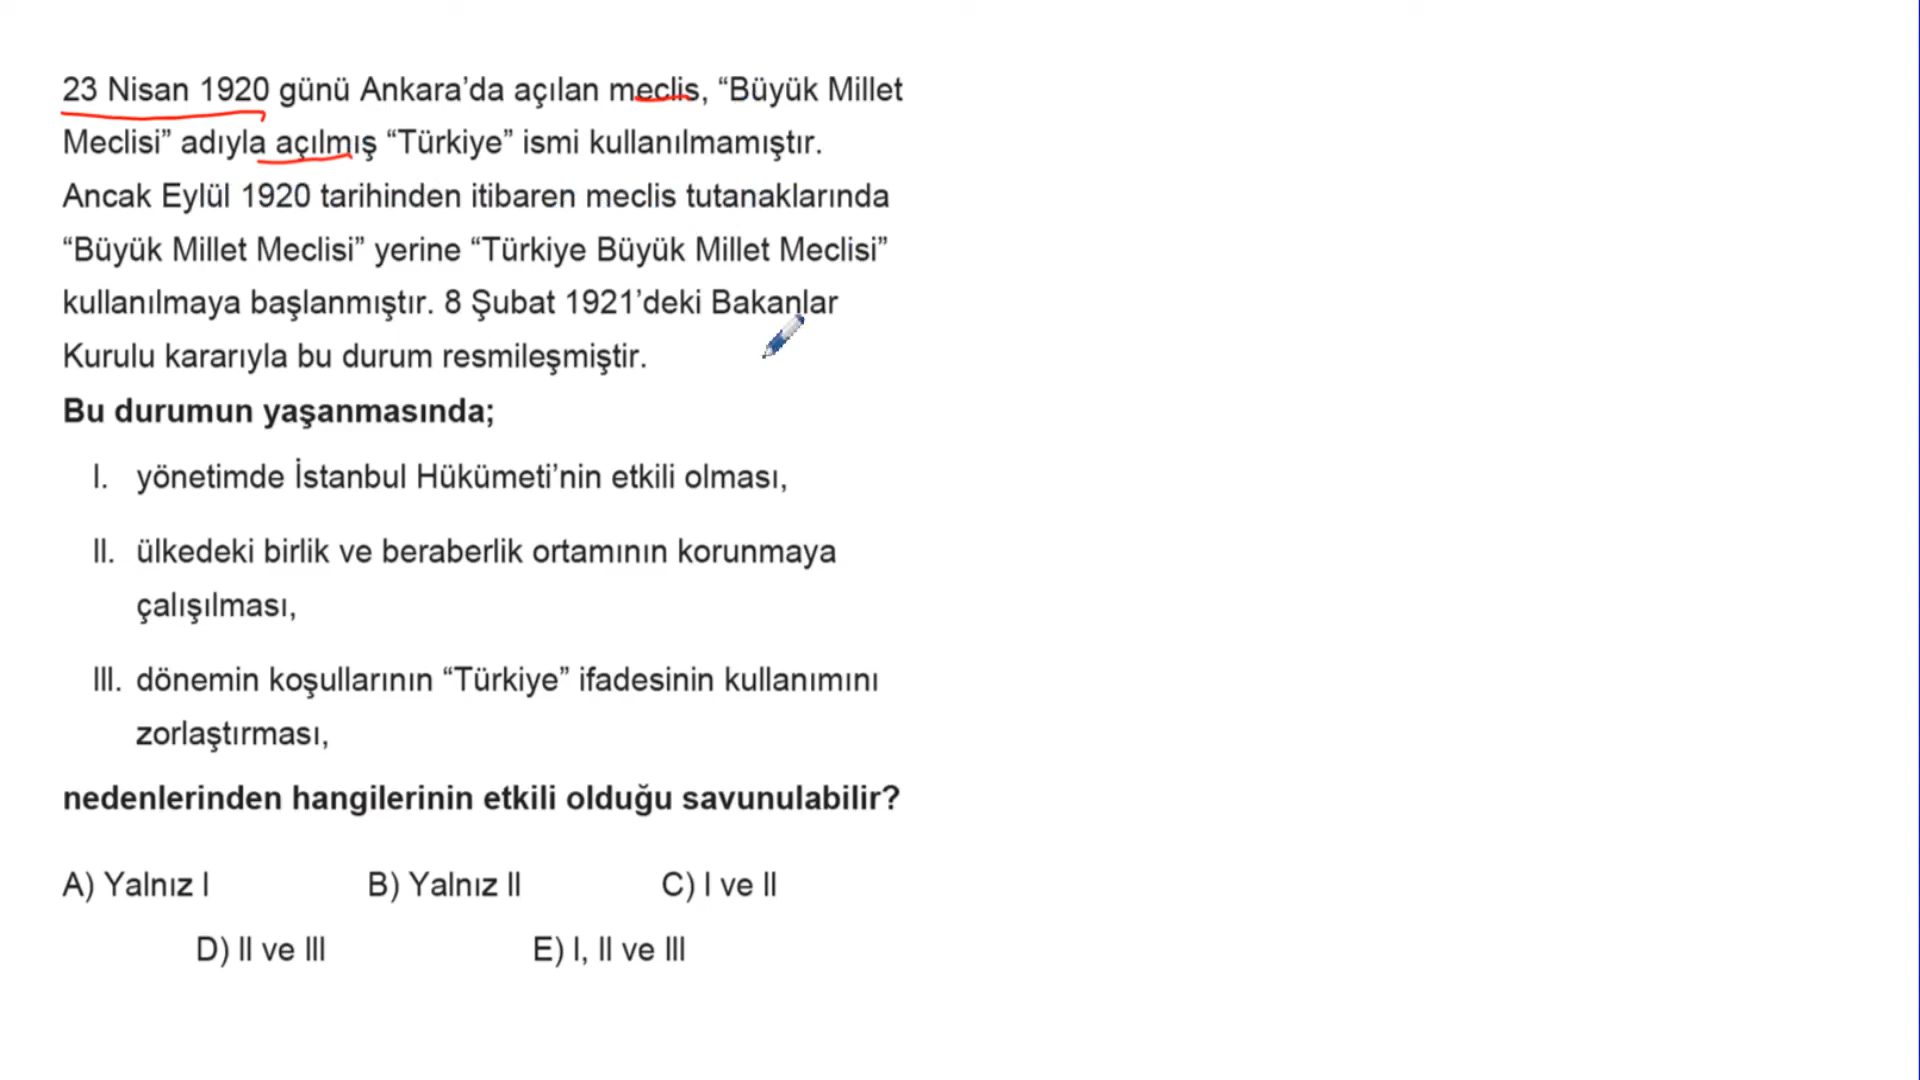 23 Nisan 1920 günü Ankara’da açılan meclis, “Büyük Millet
Meclisi” adıyla açılmış “Türkiye” ismi kullanılmamıştır.
Ancak Eylül 1920 tarihinden itibaren meclis tutanaklarında
“Büyük Millet Meclisi” yerine “Türkiye Büyük Millet Meclisi”
kullanılmaya başlanmıştır. 8 Şubat 1921’deki Bakanlar
Kurulu kararıyla bu durum resmileşmiştir.
Bu durumun yaşanmasında;
I. yönetimde İstanbul Hükümeti’nin etkili olması,
II. ülkedeki birlik ve beraberlik ortamının korunmaya
çalışılması,
III. dönemin koşullarının “Türkiye” ifadesinin kullanımını
zorlaştırması,
nedenlerinden hangilerinin etkili olduğu savunulabilir?
A) Yalnız I B) Yalnız II C) I ve II
D) II ve III E) I, II ve III